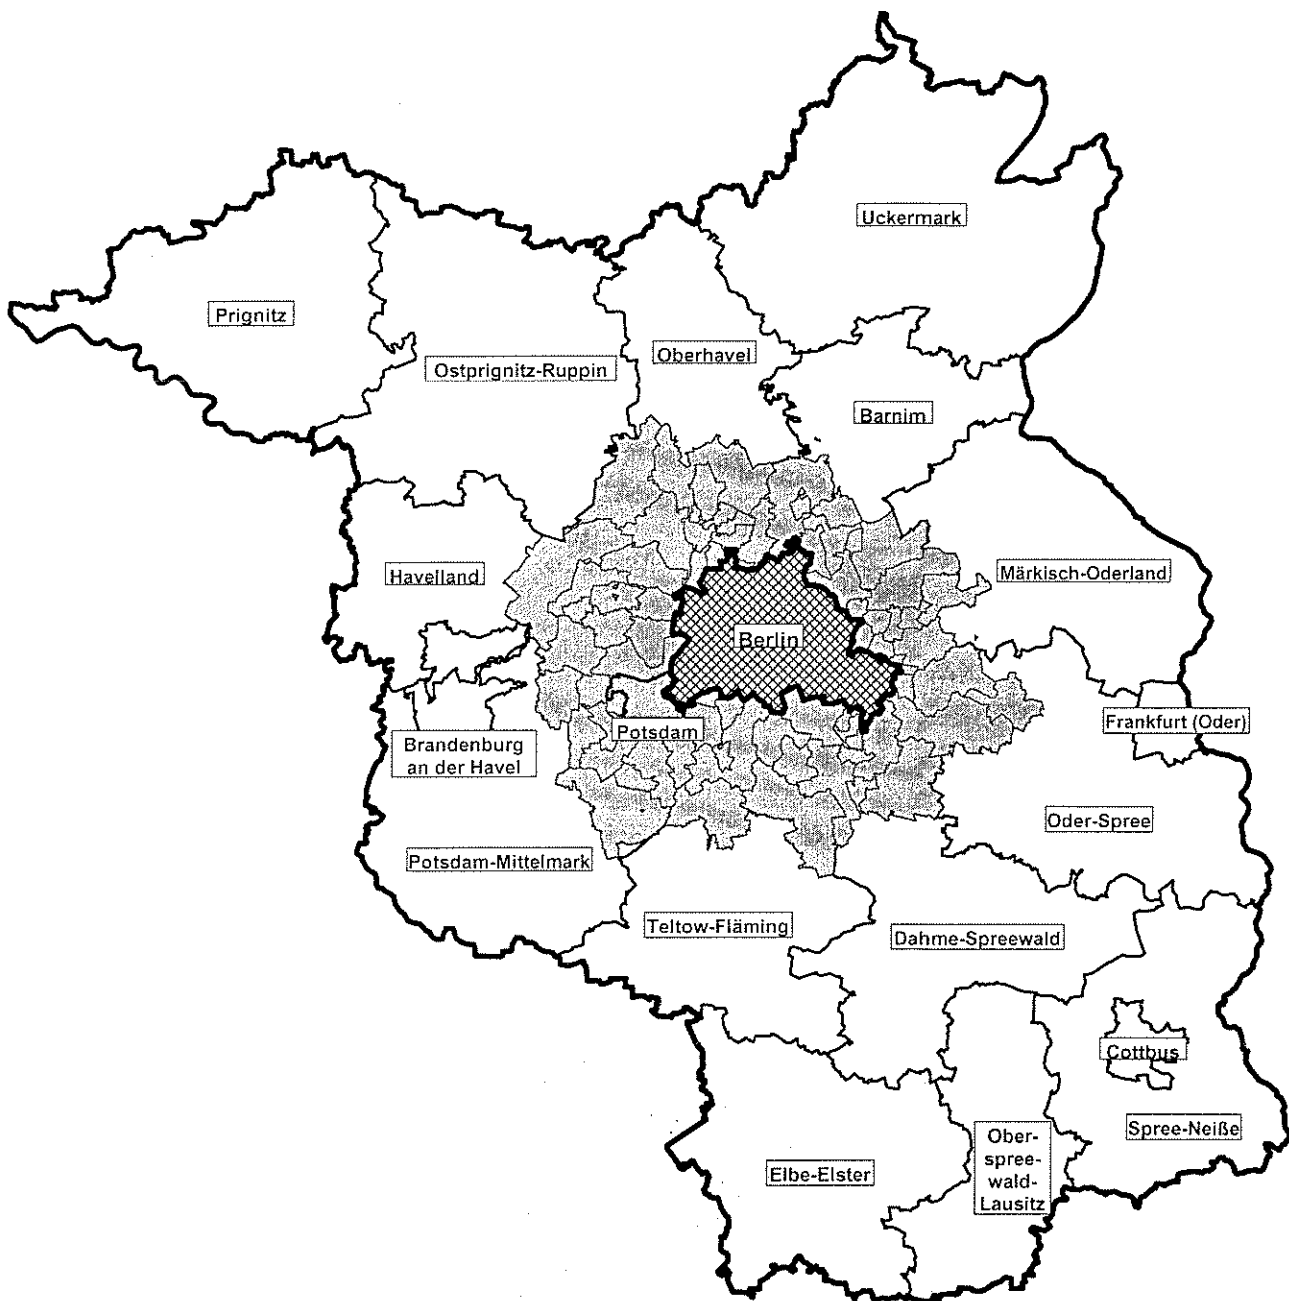 Uckermark
Prignitz
Oberhavel
Ostprignitz-Ruppin
Barnim
Havelland
Märkisch-Oderland
Berlin
Frankfurt (Oder)
Potsdam
Brandenburg
an der Havel
Oder-Spree
Potsdam-Mittelmark
Teltow-Fläming
Dahme-Spreewald
Cottbus
Spree-Neiße
Ober-
spree-
wald-
Lausitz
Elbe-Elster